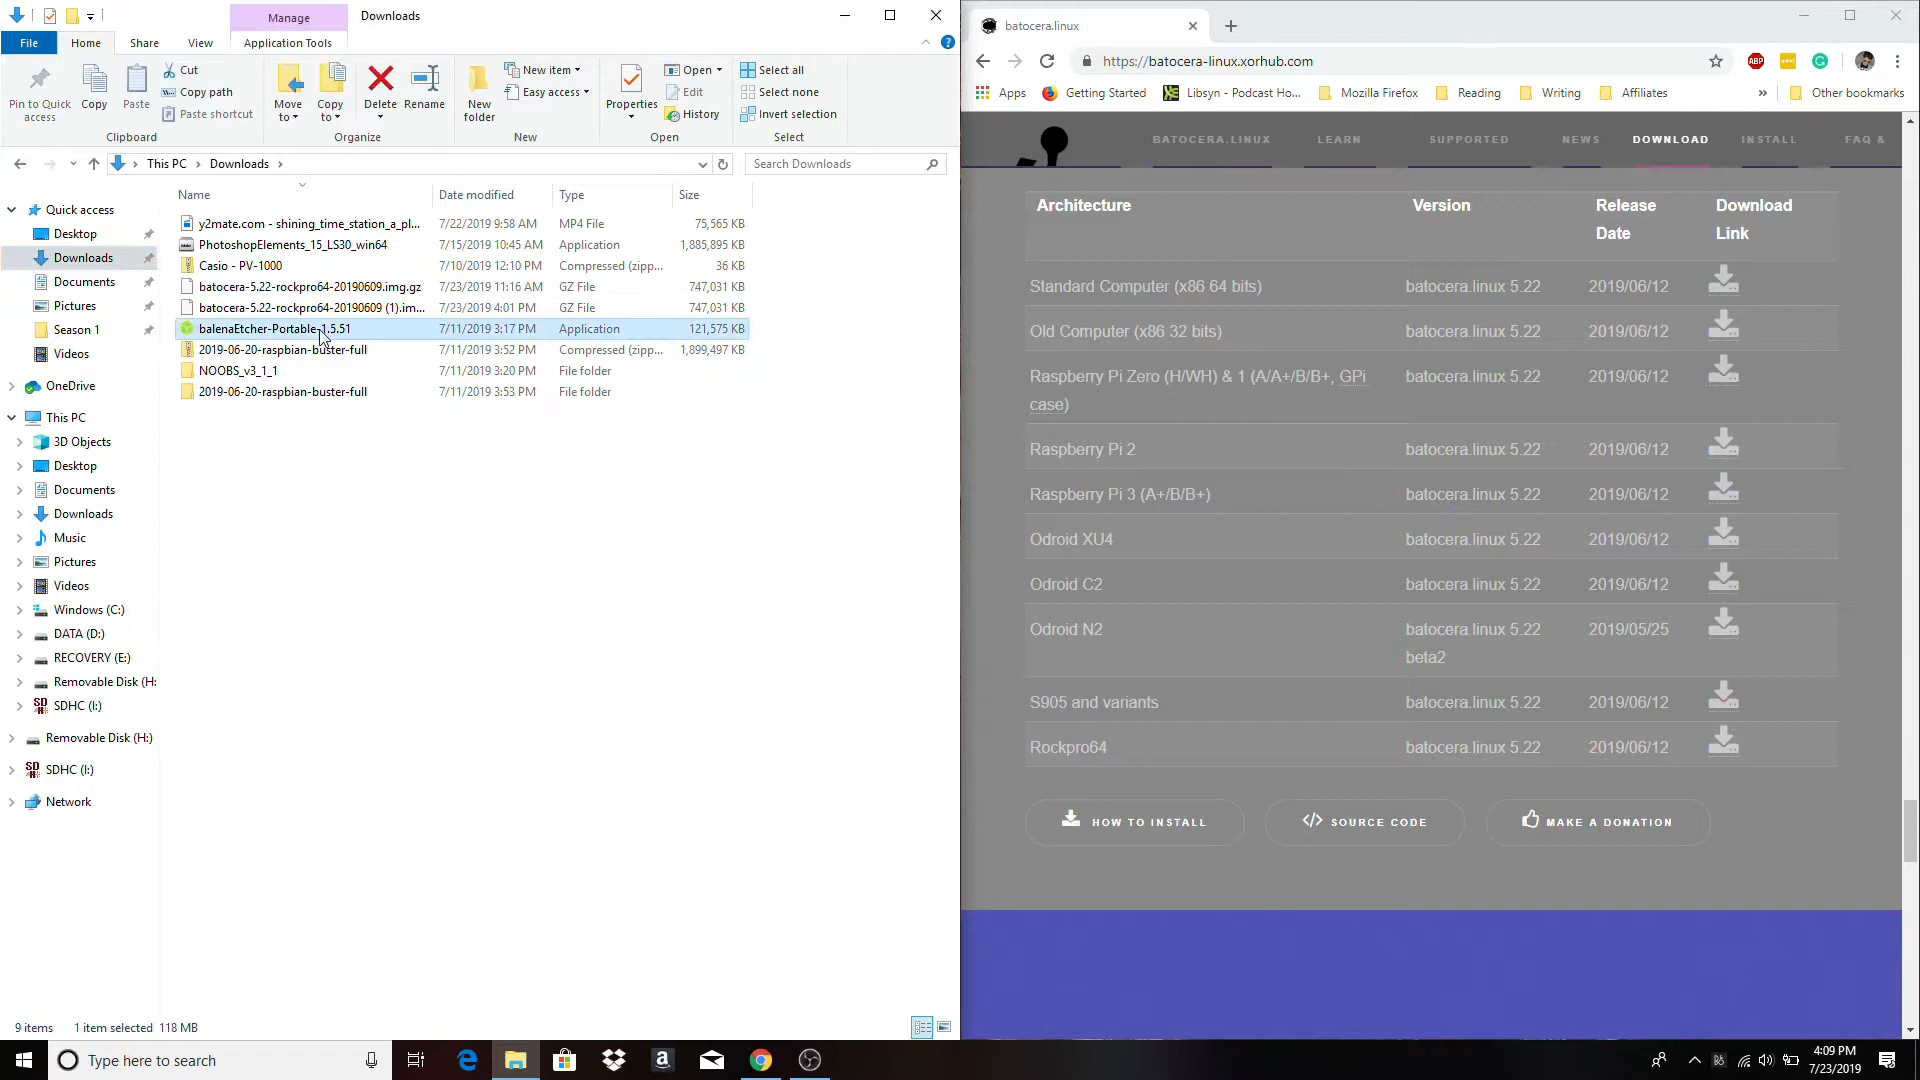 Manage
Downloads
File
Home
Share
View
Application Tools
Pin to Quick access
Copy
Paste
Cut
Copy path
Paste shortcut
Clipboard
Move to
Copy to
Delete
Rename
Organize
New folder
New item
Easy access
New
Properties
Open
Edit
History
Open
Select all
Select none
Invert selection
Select
This PC
Downloads
Search Downloads
Name
Date modified
Type
Size
y2mate.com - shining_time_station_a_pl... 7/22/2019 9:58 AM MP4 File 75,565 KB
PhotoshopElements_15_LS30_win64 7/15/2019 10:45 AM Application 1,885,895 KB
Casio - PV-1000 7/10/2019 12:10 PM Compressed (zipp... 36 KB
batocera-5.22-rockpro64-20190609.img.gz 7/23/2019 11:16 AM GZ File 747,031 KB
batocera-5.22-rockpro64-20190609 (1).im... 7/23/2019 4:01 PM GZ File 747,031 KB
balenaEtcher-Portable-1.5.51 7/11/2019 3:17 PM Application 121,575 KB
2019-06-20-raspbian-buster-full 7/11/2019 3:52 PM Compressed (zipp... 1,899,497 KB
NOOBS_v3_1_1 7/11/2019 3:20 PM File folder
2019-06-20-raspbian-buster-full 7/11/2019 3:53 PM File folder
Quick access
Desktop
Downloads
Documents
Pictures
Season 1
Videos
OneDrive
This PC
3D Objects
Desktop
Documents
Downloads
Music
Pictures
Videos
Windows (C:)
DATA (D:)
RECOVERY (E:)
Removable Disk (H:
SDHC (I:)
Removable Disk (H:)
SDHC (I:)
Network
9 items 1 item selected 118 MB
batocera.linux
https://batocera-linux.xorhub.com
ABP
Apps
Getting Started
Libsyn - Podcast Ho...
Mozilla Firefox
Reading
Writing
Affiliates
»
Other bookmarks
BATOCERA.LINUX
LEARN
SUPPORTED
NEWS
DOWNLOAD
INSTALL
FAQ &
Architecture
Version
Release Date
Download Link
Standard Computer (x86 64 bits) batocera.linux 5.22 2019/06/12
Old Computer (x86 32 bits) batocera.linux 5.22 2019/06/12
Raspberry Pi Zero (H/WH) & 1 (A/A+/B/B+, GPi batocera.linux 5.22 2019/06/12
case)
Raspberry Pi 2 batocera.linux 5.22 2019/06/12
Raspberry Pi 3 (A+/B/B+) batocera.linux 5.22 2019/06/12
Odroid XU4 batocera.linux 5.22 2019/06/12
Odroid C2 batocera.linux 5.22 2019/06/12
Odroid N2 batocera.linux 5.22 2019/05/25
beta2
S905 and variants batocera.linux 5.22 2019/06/12
Rockpro64 batocera.linux 5.22 2019/06/12
HOW TO INSTALL
</> SOURCE CODE
MAKE A DONATION
Type here to search
4:09 PM
7/23/2019